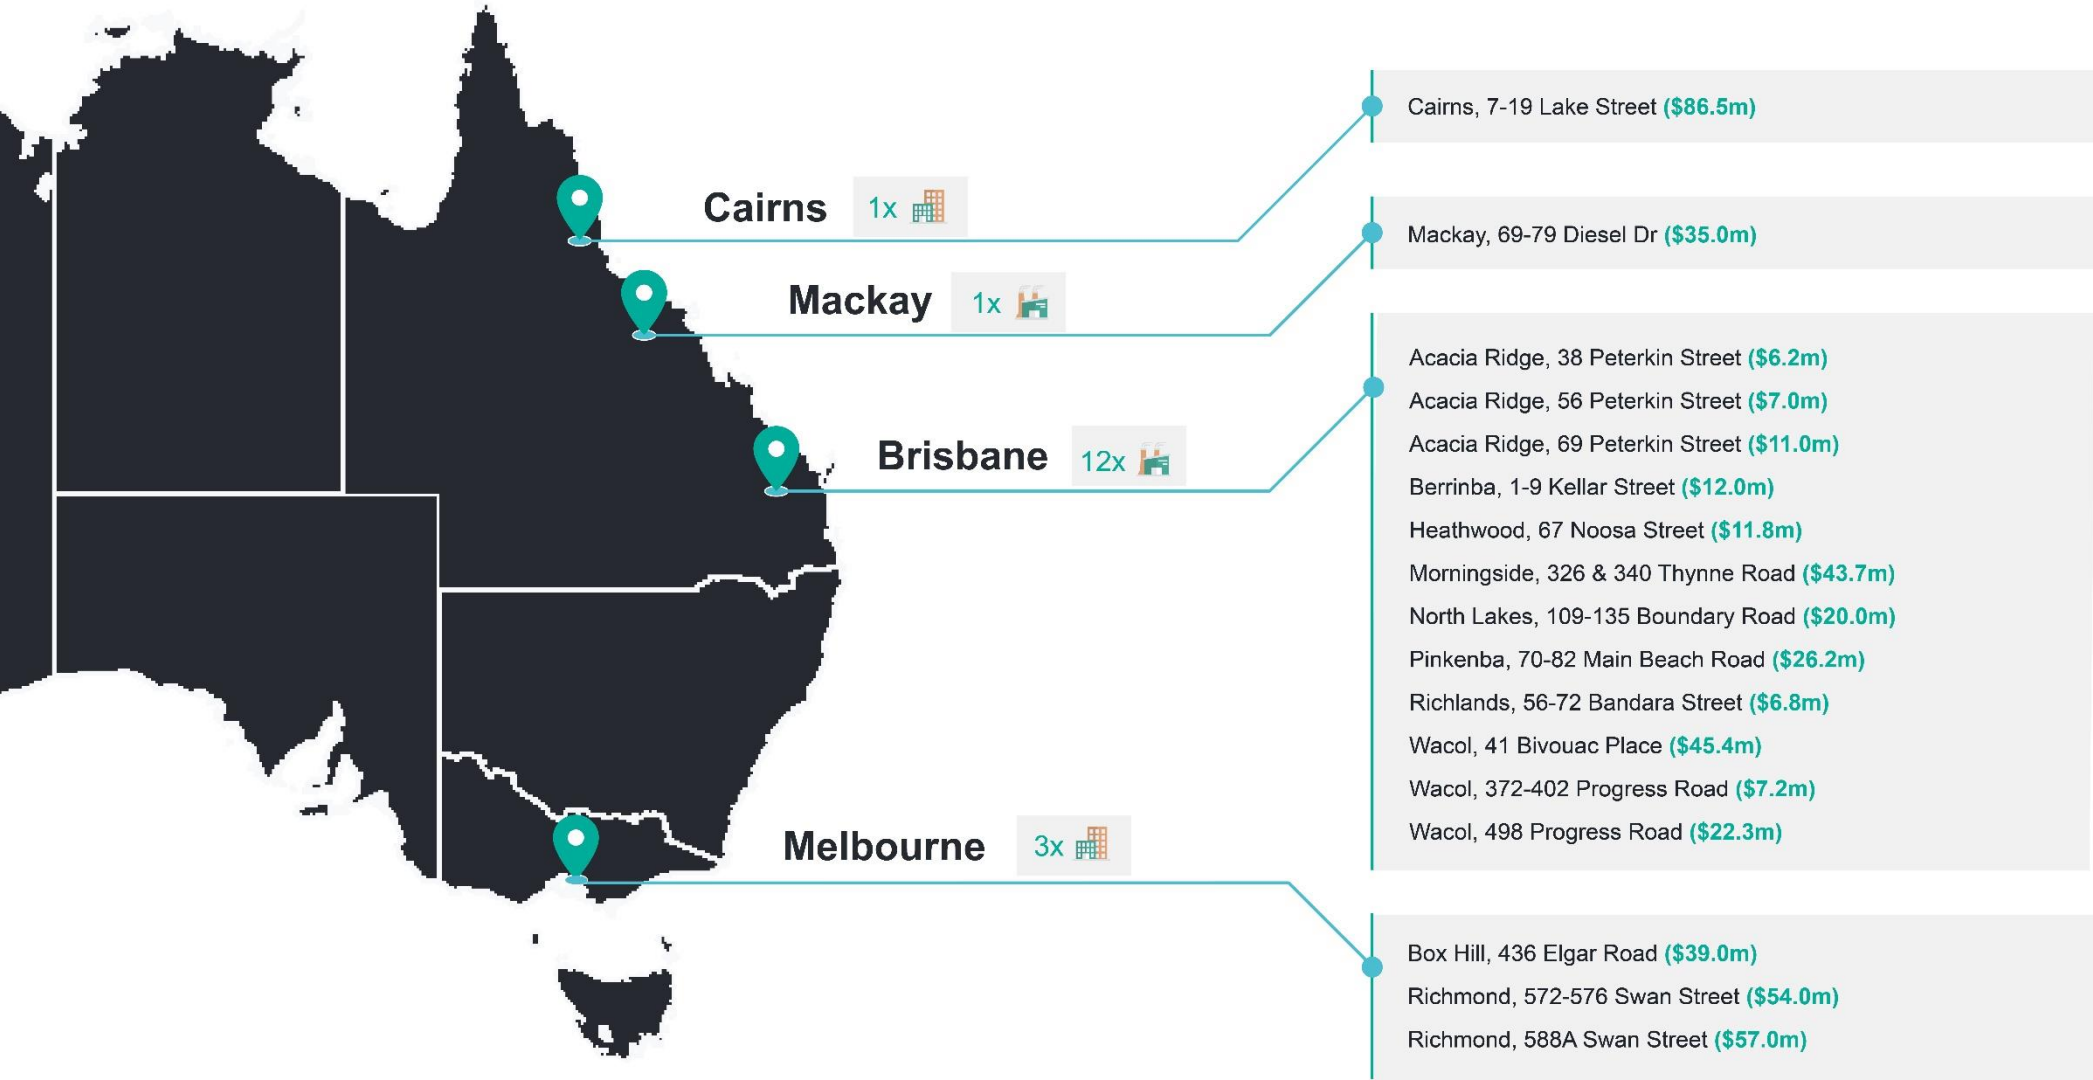 Cairns 1x
Mackay 1x
Brisbane 12x
Melbourne 3x
Cairns, 7-19 Lake Street ($86.5m)
Mackay, 69-79 Diesel Dr ($35.0m)
Acacia Ridge, 38 Peterkin Street ($6.2m)
Acacia Ridge, 56 Peterkin Street ($7.0m)
Acacia Ridge, 69 Peterkin Street ($11.0m)
Berrinba, 1-9 Kellar Street ($12.0m)
Heathwood, 67 Noosa Street ($11.8m)
Morningside, 326 & 340 Thynne Road ($43.7m)
North Lakes, 109-135 Boundary Road ($20.0m)
Pinkenba, 70-82 Main Beach Road ($26.2m)
Richlands, 56-72 Bandara Street ($6.8m)
Wacol, 41 Bivouac Place ($45.4m)
Wacol, 372-402 Progress Road ($7.2m)
Wacol, 498 Progress Road ($22.3m)
Box Hill, 436 Elgar Road ($39.0m)
Richmond, 572-576 Swan Street ($54.0m)
Richmond, 588A Swan Street ($57.0m)